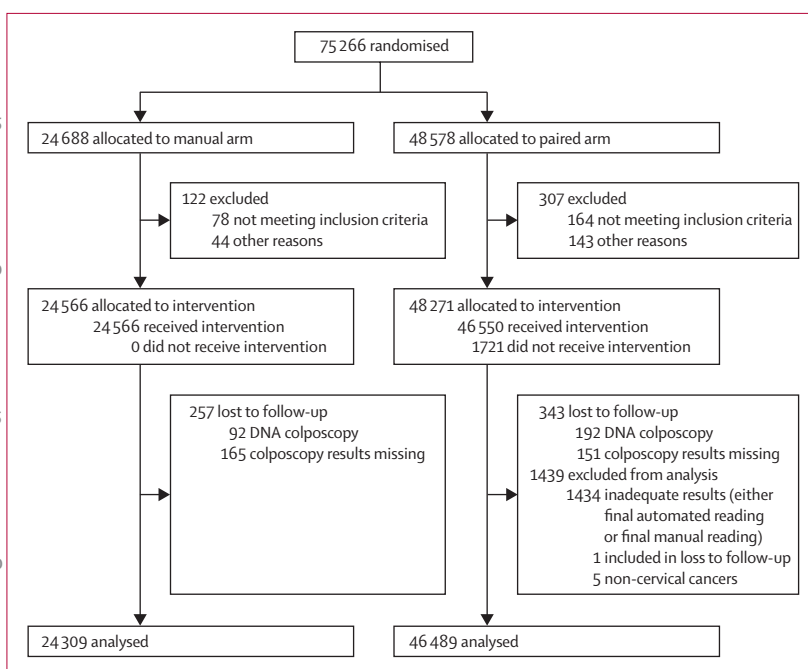 75 266 randomised
24 688 allocated to manual arm
48 578 allocated to paired arm
122 excluded
78 not meeting inclusion criteria
44 other reasons
307 excluded
164 not meeting inclusion criteria
143 other reasons
24 566 allocated to intervention
24 566 received intervention
0 did not receive intervention
48 271 allocated to intervention
46 550 received intervention
1721 did not receive intervention
257 lost to follow-up
92 DNA colposcopy
165 colposcopy results missing
343 lost to follow-up
192 DNA colposcopy
151 colposcopy results missing
1439 excluded from analysis
1434 inadequate results (either
final automated reading
or final manual reading)
1 included in loss to follow-up
5 non-cervical cancers
24 309 analysed
46 489 analysed